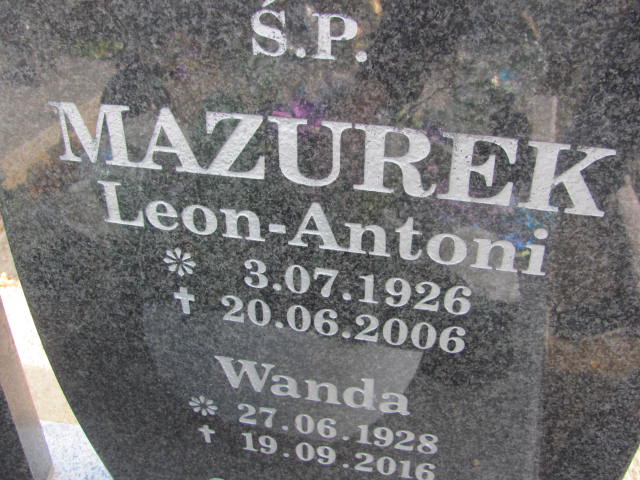 Ś.P.
MAZUREK
Leon-Antoni
* 3.07.1926
† 20.06.2006
Wanda
* 27.06.1928
† 19.09.2016